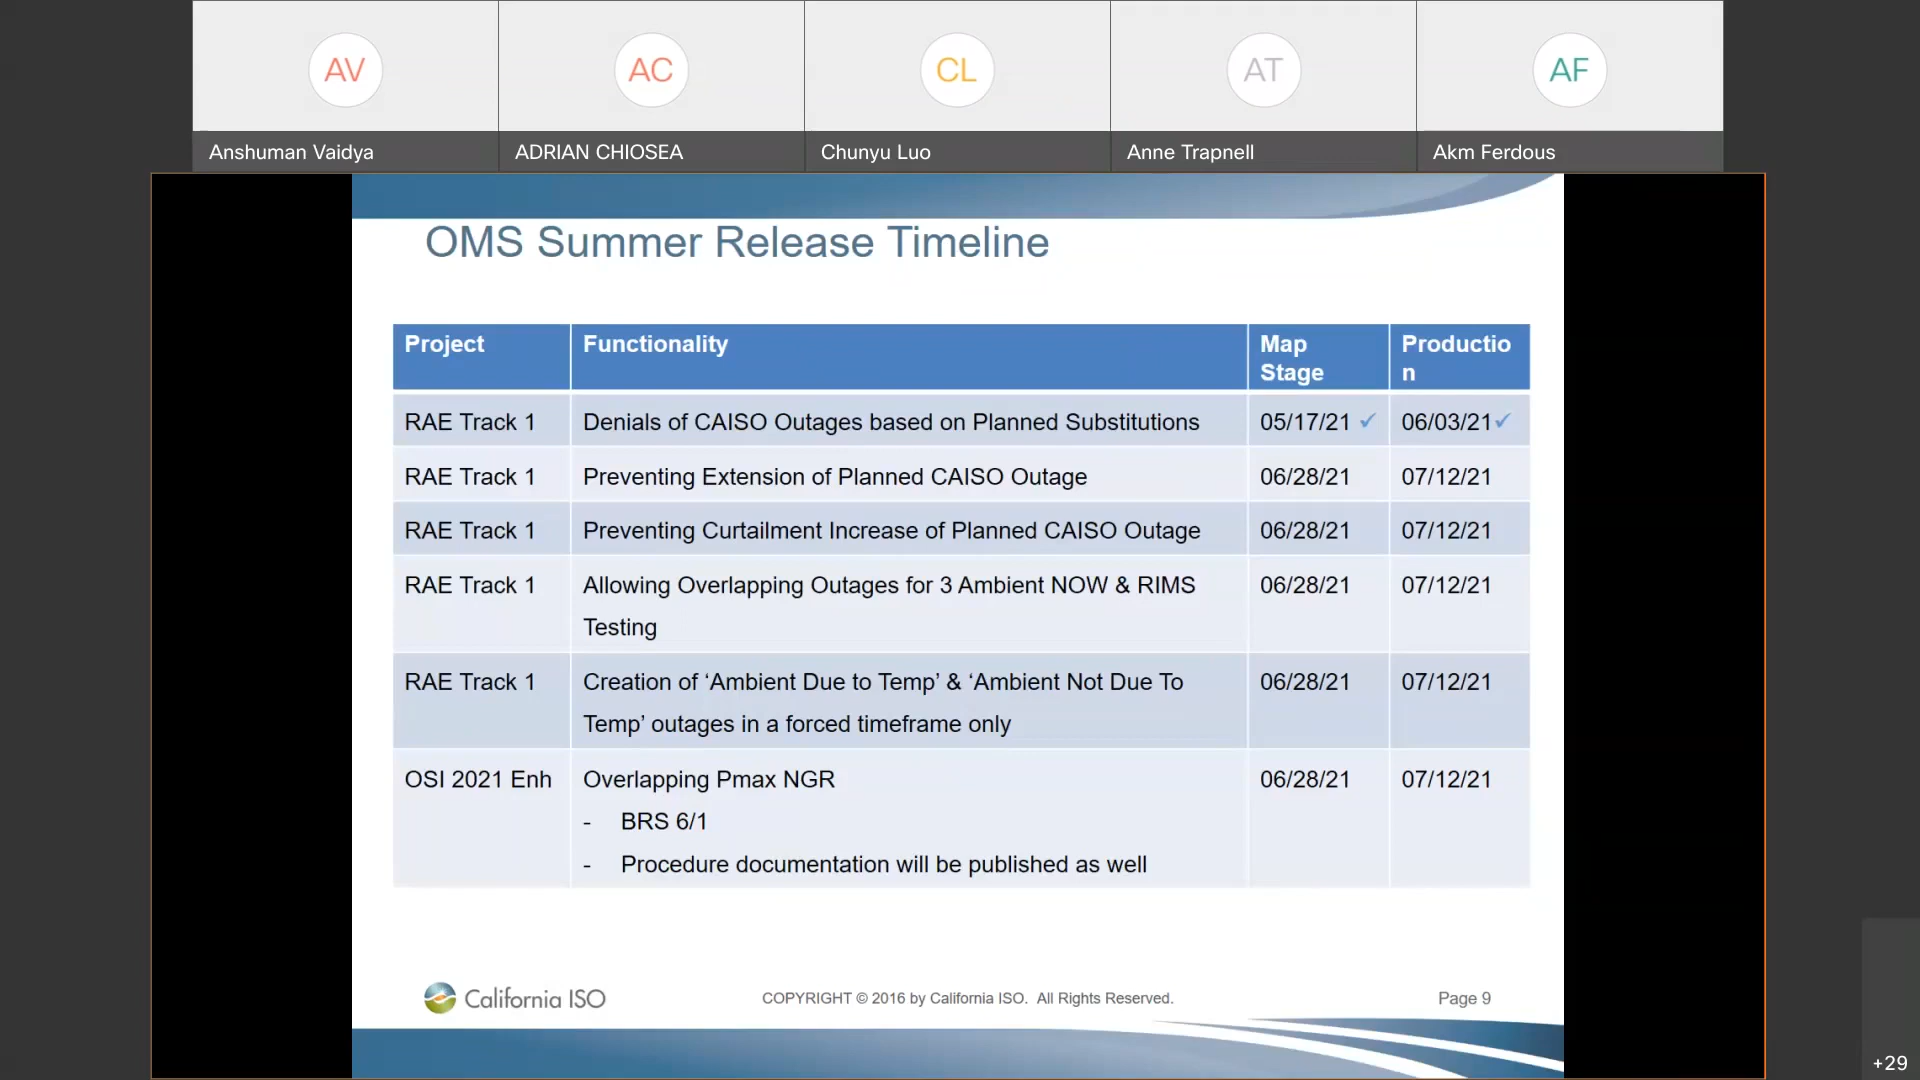 AV
AC
CL
AT
AF
Anshuman Vaidya
ADRIAN CHIOSEA
Chunyu Luo
Anne Trapnell
Akm Ferdous
OMS Summer Release Timeline
Project
Functionality
Map
Stage
Productio
n
RAE Track 1
Denials of CAISO Outages based on Planned Substitutions
05/17/21 ✓
06/03/21✓
RAE Track 1
Preventing Extension of Planned CAISO Outage
06/28/21
07/12/21
RAE Track 1
Preventing Curtailment Increase of Planned CAISO Outage
06/28/21
07/12/21
RAE Track 1
Allowing Overlapping Outages for 3 Ambient NOW & RIMS
Testing
06/28/21
07/12/21
RAE Track 1
Creation of ‘Ambient Due to Temp’ & ‘Ambient Not Due To
Temp’ outages in a forced timeframe only
06/28/21
07/12/21
OSI 2021 Enh
Overlapping Pmax NGR
- BRS 6/1
- Procedure documentation will be published as well
06/28/21
07/12/21
California ISO
COPYRIGHT © 2016 by California ISO. All Rights Reserved.
Page 9
+29